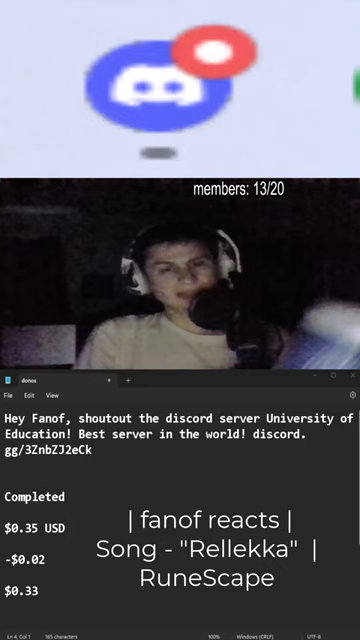 members: 13/20
donos
File Edit View
Hey Fanof, shoutout the discord server University of
Education! Best server in the world! discord.
gg/3ZnbZJ2eCk
Completed
$0.35 USD
-$0.02
$0.33
| fanof reacts |
Song - "Rellekka" |
RuneScape
Ln 4, Col 1 165 characters 100% Windows (CRLF) UTF-8